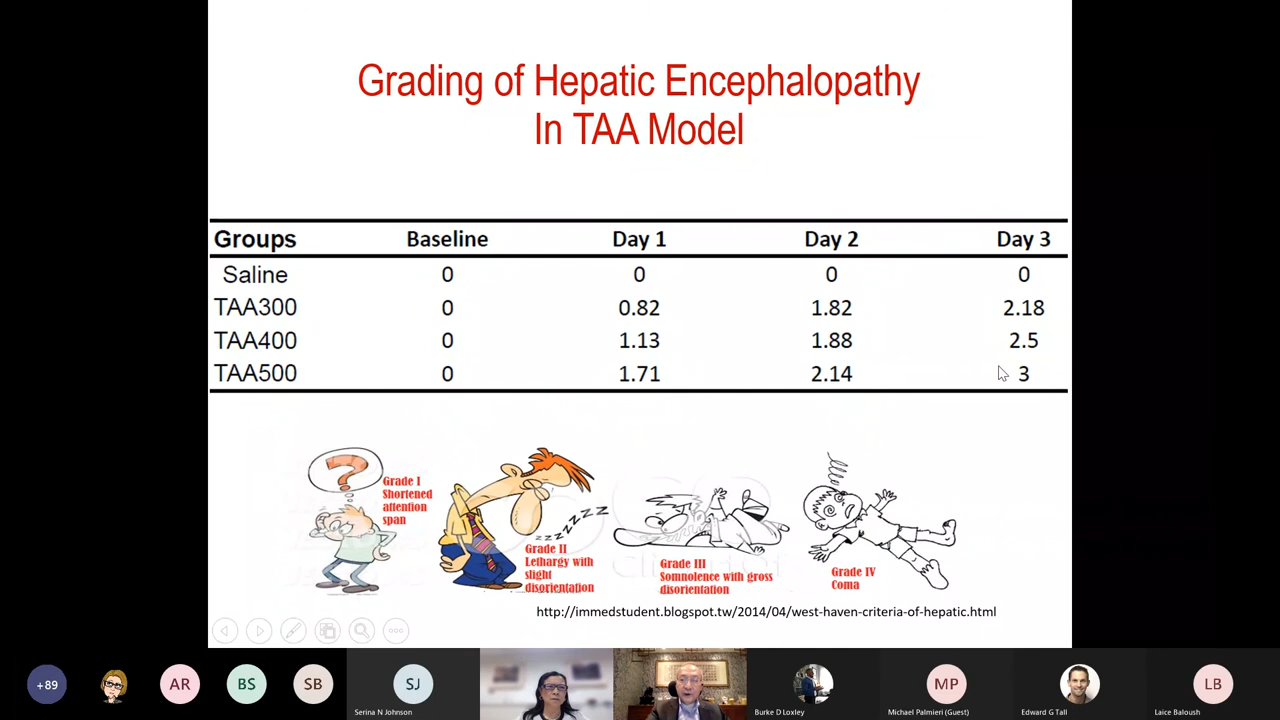 Grading of Hepatic Encephalopathy
In TAA Model
Groups Baseline Day 1 Day 2 Day 3
Saline 0 0 0 0
TAA300 0 0.82 1.82 2.18
TAA400 0 1.13 1.88 2.5
TAA500 0 1.71 2.14 3
?
Grade I
Shortened
attention
span
zzzzzzz
Grade II
Lethargy with
slight
disorientation
Grade III
Somnolence with gross
disorientation
Grade IV
Coma
http://immedstudent.blogspot.tw/2014/04/west-haven-criteria-of-hepatic.html
+89
AR
BS
SB
SJ
Serina N Johnson
Burke D Loxley
MP
Michael Palmieri (Guest)
Edward G Tall
LB
Laice Baloush